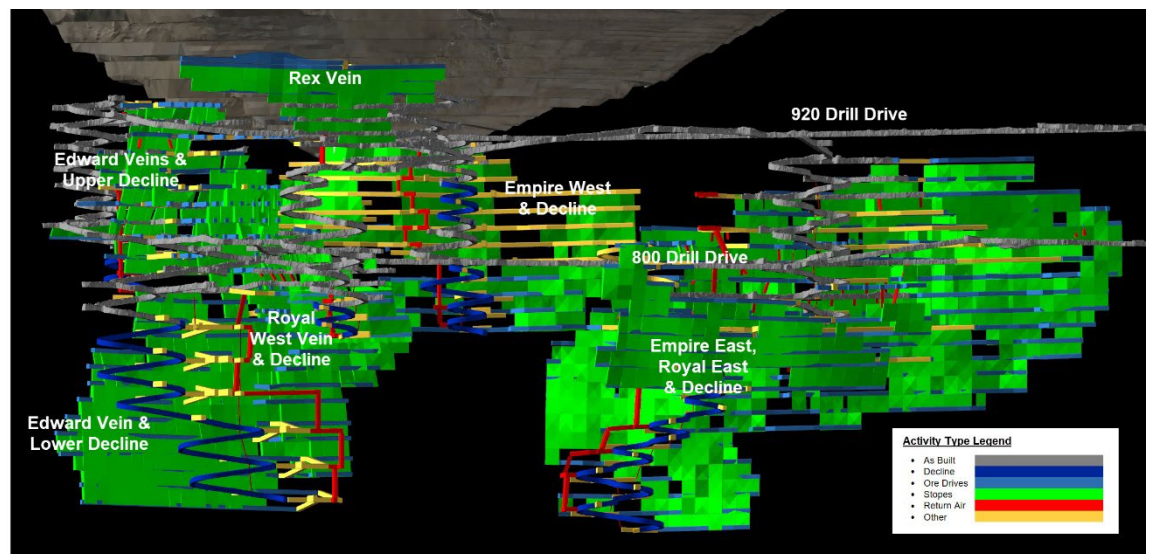 Rex Vein
920 Drill Drive
Edward Veins &
Upper Decline
Empire West
& Decline
800 Drill Drive
Royal
West Vein
& Decline
Empire East,
Royal East
& Decline
Edward Vein &
Lower Decline
Activity Type Legend
• As Built
• Decline
• Ore Drives
• Stopes
• Return Air
• Other